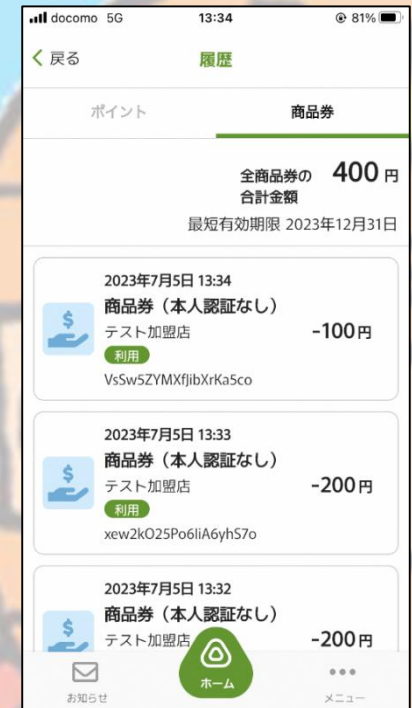 docomo 5G 13:34 81%
戻る 履歴
ポイント 商品券
全商品券の合計金額 400円
最短有効期限 2023年12月31日
2023年7月5日 13:34
商品券（本人認証なし）
テスト加盟店 -100円
利用
VsSw5ZYMXfJibXrKa5co
2023年7月5日 13:33
商品券（本人認証なし）
テスト加盟店 -200円
利用
xew2kO25Po6IiA6yhS7o
2023年7月5日 13:32
商品券（本人認証なし）
テスト加盟店 -200円
お知らせ ホーム メニュー